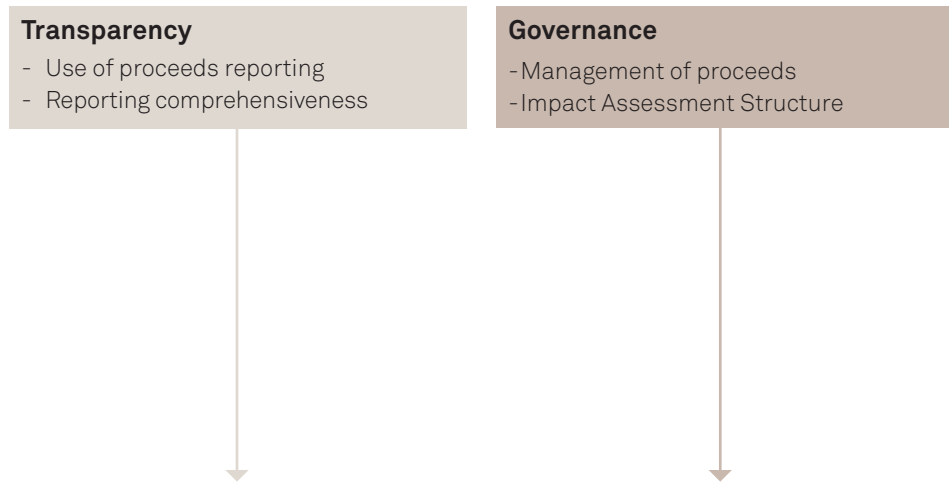 Transparency
- Use of proceeds reporting
- Reporting comprehensiveness
Governance
-Management of proceeds
-Impact Assessment Structure